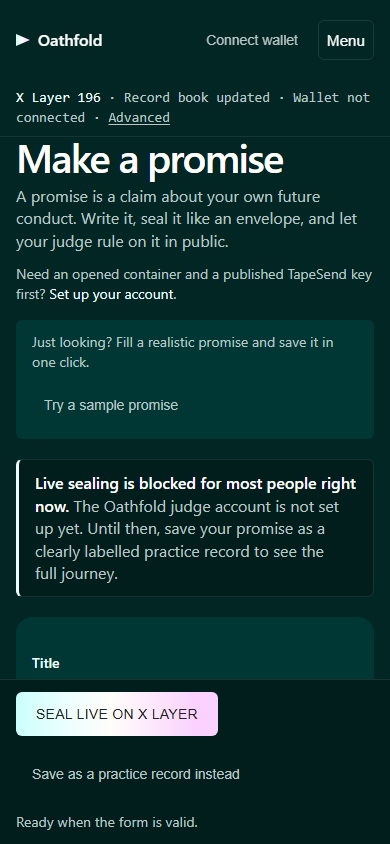 Oathfold
Connect wallet
Menu
X Layer 196 · Record book updated · Wallet not
connected · Advanced
Make a promise
A promise is a claim about your own future
conduct. Write it, seal it like an envelope, and let
your judge rule on it in public.
Need an opened container and a published TapeSend key
first? Set up your account.
Just looking? Fill a realistic promise and save it in
one click.
Try a sample promise
Live sealing is blocked for most people right
now. The Oathfold judge account is not set
up yet. Until then, save your promise as a
clearly labelled practice record to see the
full journey.
Title
SEAL LIVE ON X LAYER
Save as a practice record instead
Ready when the form is valid.